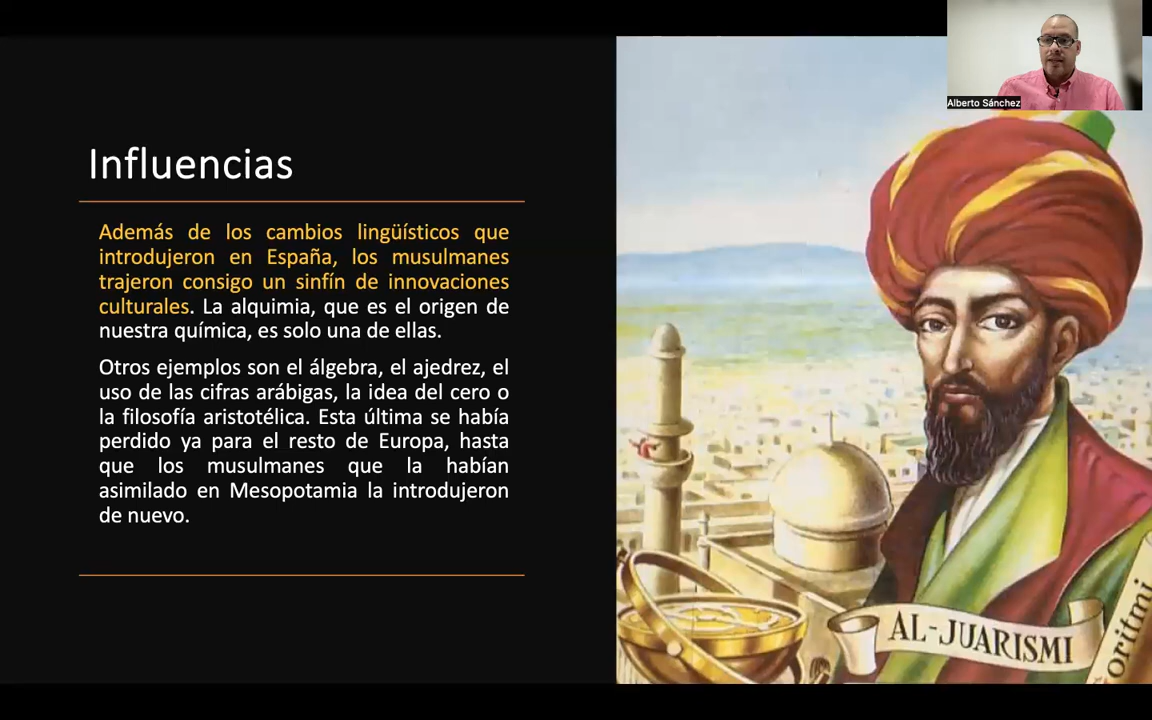 Alberto Sánchez
Influencias
Además de los cambios lingüísticos que
introdujeron en España, los musulmanes
trajeron consigo un sinfín de innovaciones
culturales. La alquimia, que es el origen de
nuestra química, es solo una de ellas.
Otros ejemplos son el álgebra, el ajedrez, el
uso de las cifras arábigas, la idea del cero o
la filosofía aristotélica. Esta última se había
perdido ya para el resto de Europa, hasta
que los musulmanes que la habían
asimilado en Mesopotamia la introdujeron
de nuevo.
AL-JUARISMI
oritmi